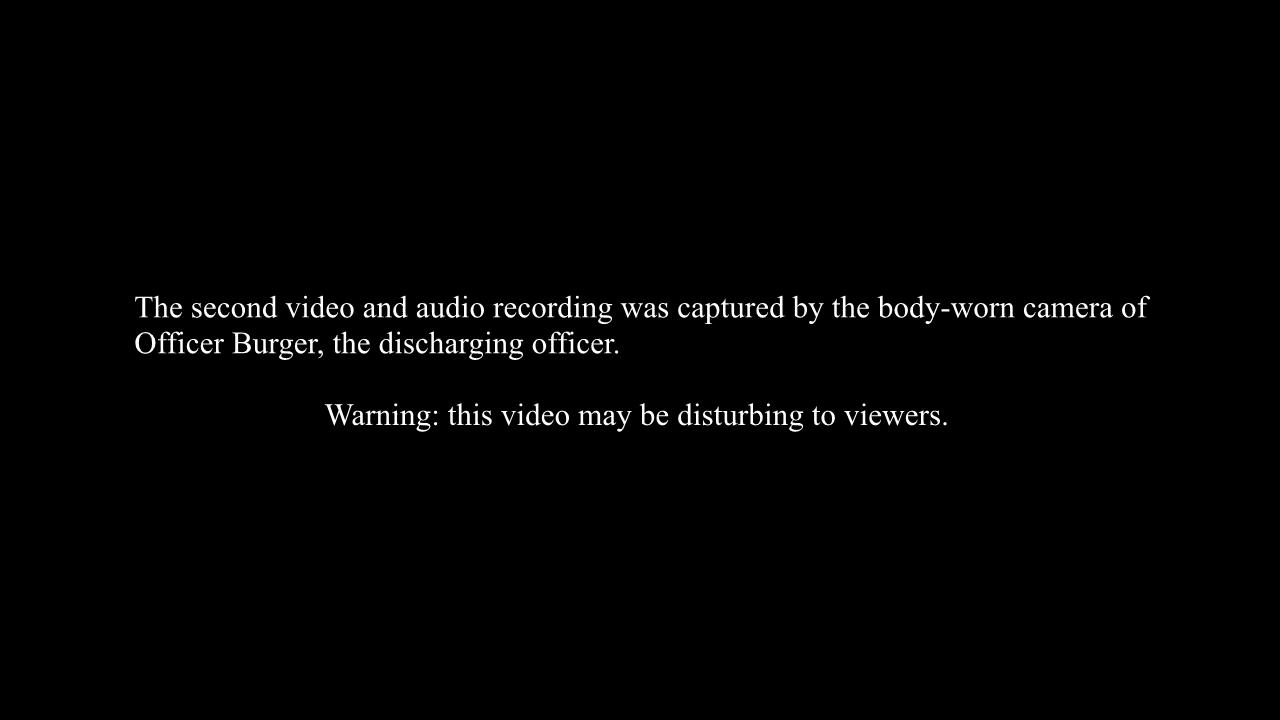 The second video and audio recording was captured by the body-worn camera of
Officer Burger, the discharging officer.
Warning: this video may be disturbing to viewers.